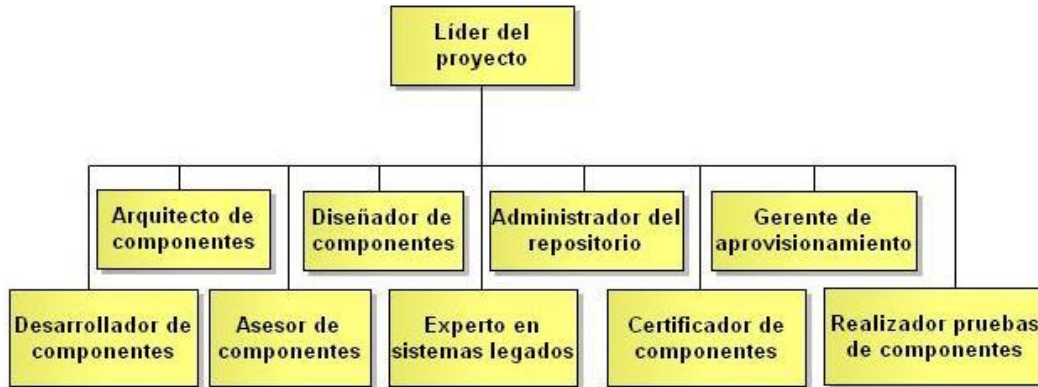 Líder del
proyecto
Arquitecto de
componentes
Diseñador de
componentes
Administrador del
repositorio
Gerente de
aprovisionamiento
Desarrollador de
componentes
Asesor de
componentes
Experto en
sistemas legados
Certificador de
componentes
Realizador pruebas
de componentes